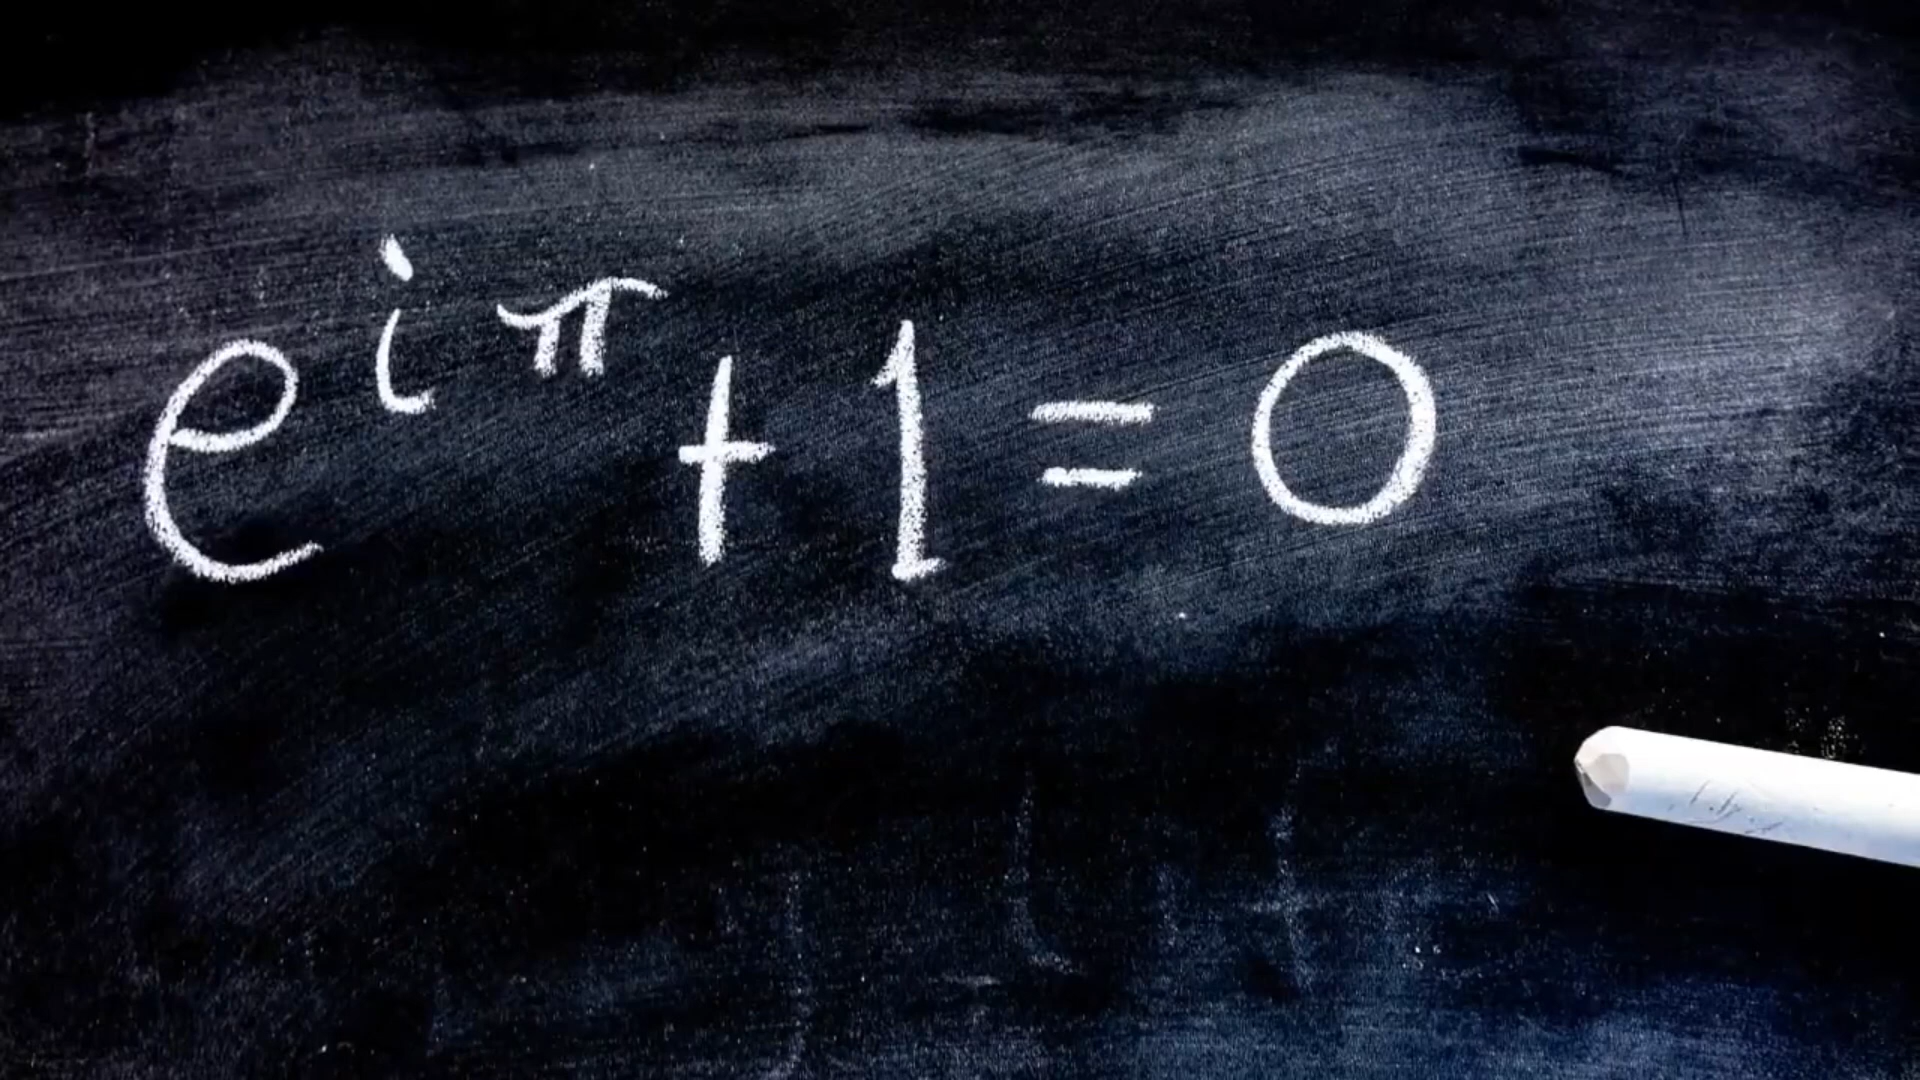 e^{iπ} + 1 = 0